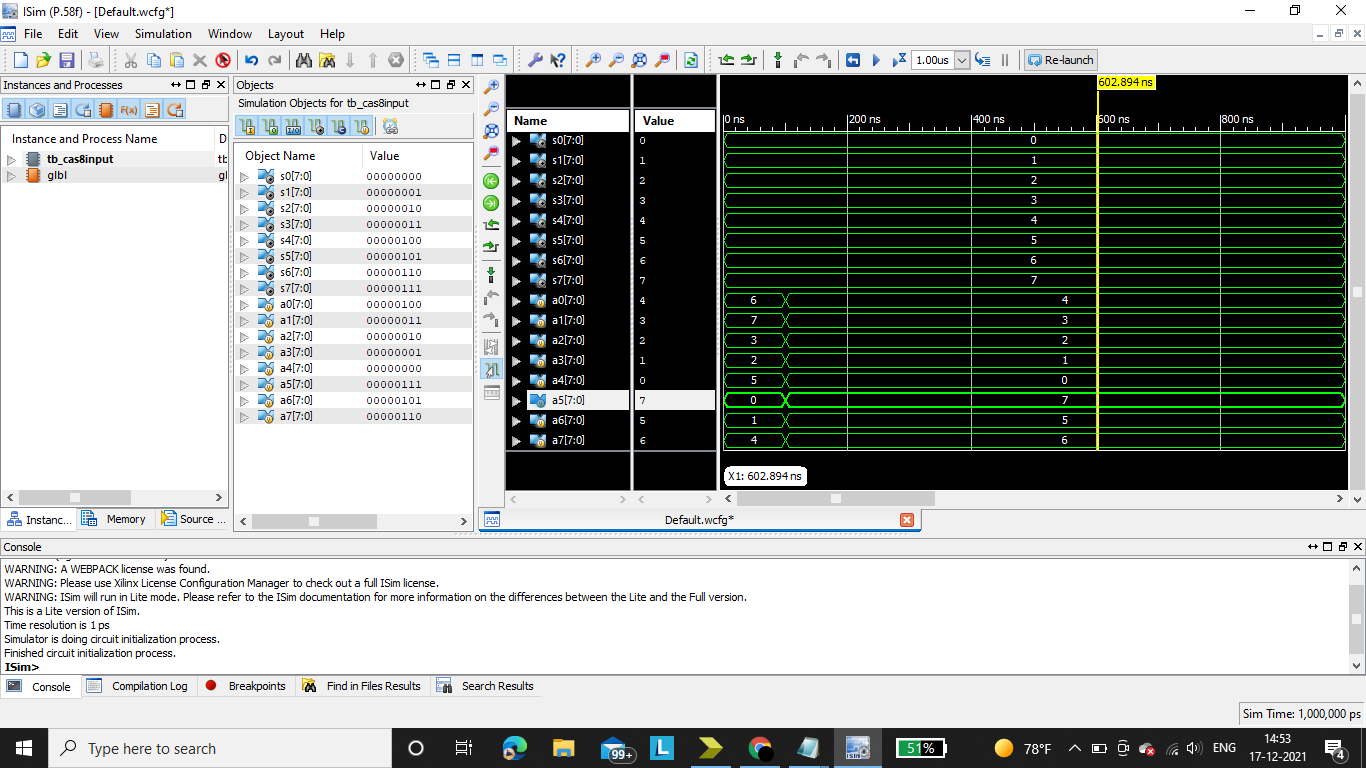 ISim (P.58f) - [Default.wcfg*]
File Edit View Simulation Window Layout Help
1.00us Re-launch
Instances and Processes
Instance and Process Name D
tb_cas8input tb
glbl gl
Instanc... Memory Source ...
Objects
Simulation Objects for tb_cas8input
Object Name Value
s0[7:0] 00000000
s1[7:0] 00000001
s2[7:0] 00000010
s3[7:0] 00000011
s4[7:0] 00000100
s5[7:0] 00000101
s6[7:0] 00000110
s7[7:0] 00000111
a0[7:0] 00000100
a1[7:0] 00000011
a2[7:0] 00000010
a3[7:0] 00000001
a4[7:0] 00000000
a5[7:0] 00000111
a6[7:0] 00000101
a7[7:0] 00000110
602.894 ns
Name Value
0 ns 200 ns 400 ns 600 ns 800 ns
s0[7:0] 0 0
s1[7:0] 1 1
s2[7:0] 2 2
s3[7:0] 3 3
s4[7:0] 4 4
s5[7:0] 5 5
s6[7:0] 6 6
s7[7:0] 7 7
a0[7:0] 4 6 4
a1[7:0] 3 7 3
a2[7:0] 2 3 2
a3[7:0] 1 2 1
a4[7:0] 0 5 0
a5[7:0] 7 0 7
a6[7:0] 5 1 5
a7[7:0] 6 4 6
X1: 602.894 ns
Default.wcfg*
Console
WARNING: A WEBPACK license was found.
WARNING: Please use Xilinx License Configuration Manager to check out a full ISim license.
WARNING: ISim will run in Lite mode. Please refer to the ISim documentation for more information on the differences between the Lite and the Full version.
This is a Lite version of ISim.
Time resolution is 1 ps
Simulator is doing circuit initialization process.
Finished circuit initialization process.
ISim>
Console Compilation Log Breakpoints Find in Files Results Search Results
Sim Time: 1,000,000 ps
Type here to search
99+
L
ISIM
51%
78°F
ENG
14:53
17-12-2021
4